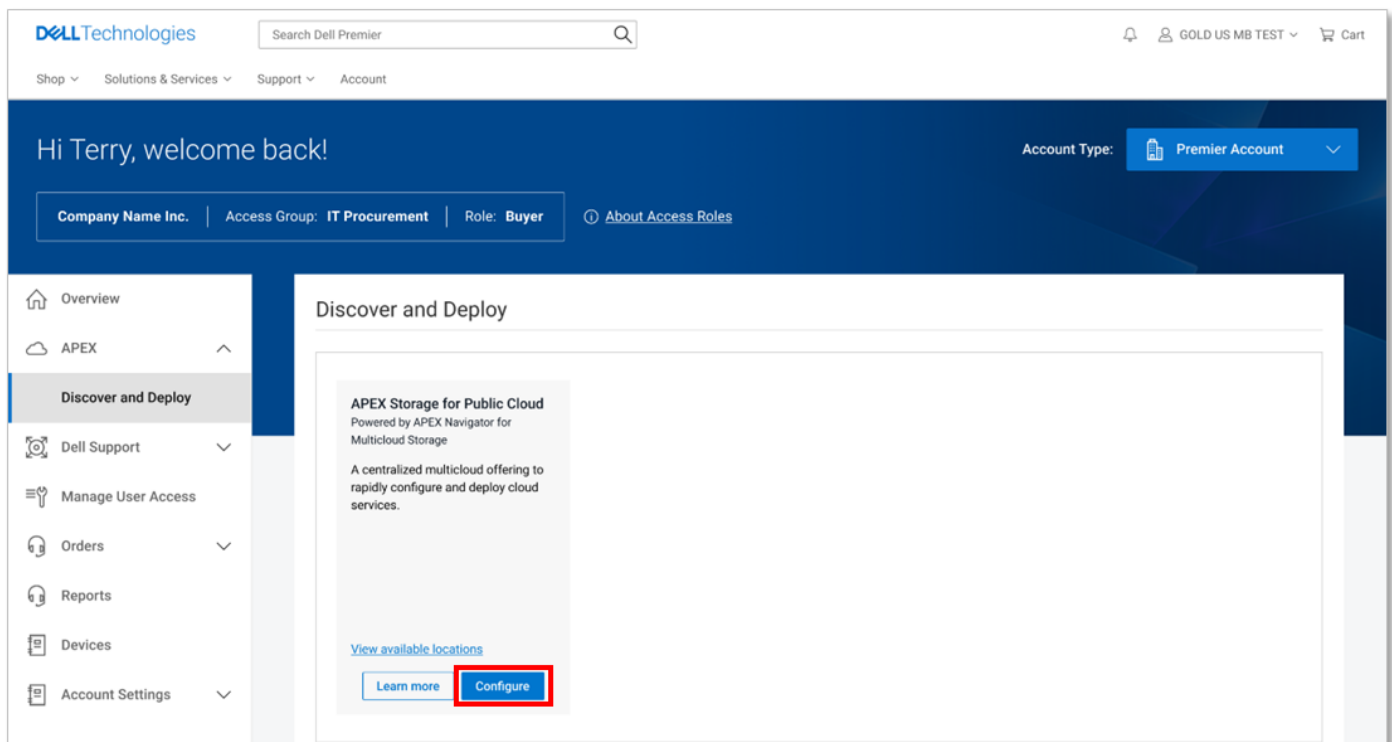 DELLTechnologies
Search Dell Premier
GOLD US MB TEST
Cart
Shop
Solutions & Services
Support
Account
Hi Terry, welcome back!
Account Type:
Premier Account
Company Name Inc. | Access Group: IT Procurement | Role: Buyer
About Access Roles
Overview
APEX
Discover and Deploy
Dell Support
Manage User Access
Orders
Reports
Devices
Account Settings
Discover and Deploy
APEX Storage for Public Cloud
Powered by APEX Navigator for
Multicloud Storage
A centralized multicloud offering to
rapidly configure and deploy cloud
services.
View available locations
Learn more
Configure